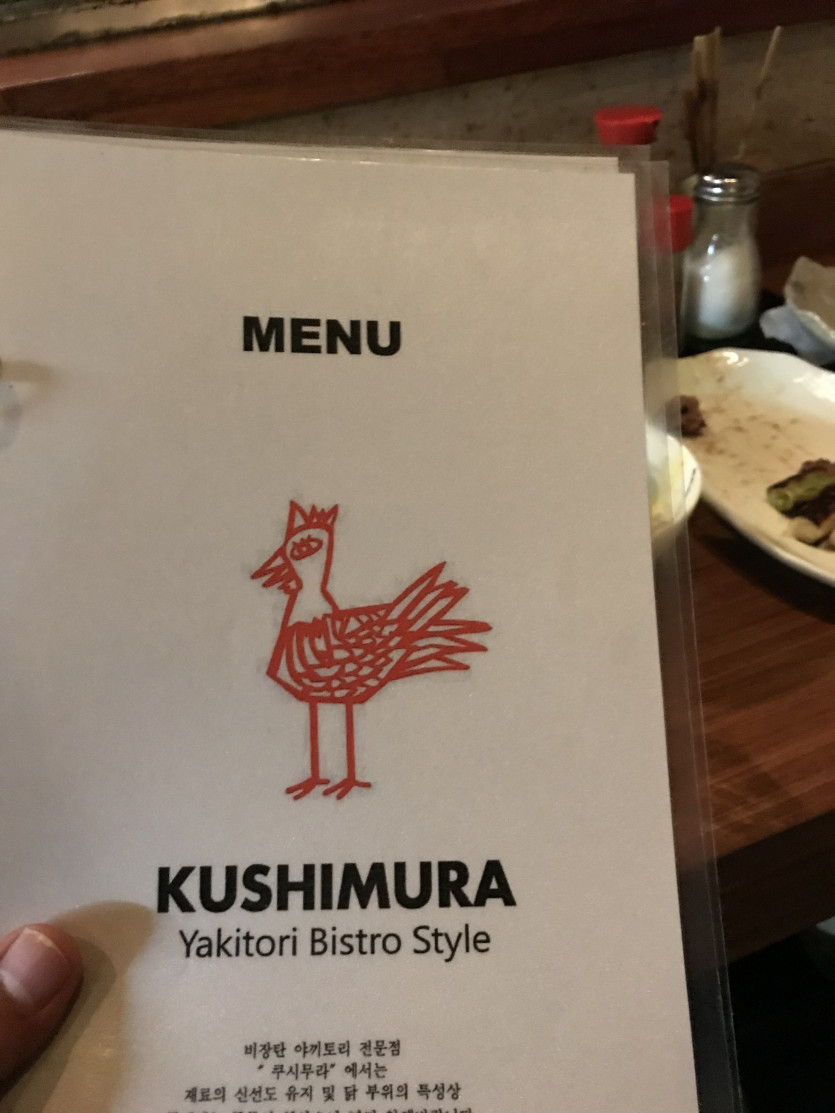 MENU
KUSHIMURA
Yakitori Bistro Style
비장탄 야끼토리 전문점
" 쿠시무라" 에서는
재료의 신선도 유지 및 닭 부위의 특성상